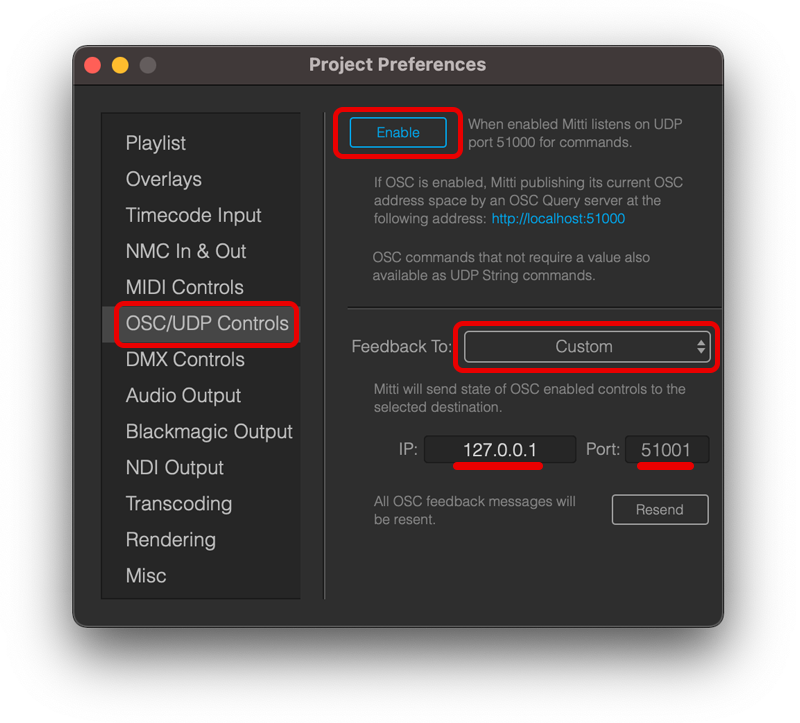 Project Preferences
Playlist
Overlays
Timecode Input
NMC In & Out
MIDI Controls
OSC/UDP Controls
DMX Controls
Audio Output
Blackmagic Output
NDI Output
Transcoding
Rendering
Misc
Enable
When enabled Mitti listens on UDP
port 51000 for commands.
If OSC is enabled, Mitti publishing its current OSC
address space by an OSC Query server at the
following address: http://localhost:51000
OSC commands that not require a value also
available as UDP String commands.
Feedback To: Custom
Mitti will send state of OSC enabled controls to the
selected destination.
IP: 127.0.0.1 Port: 51001
All OSC feedback messages will
be resent.
Resend